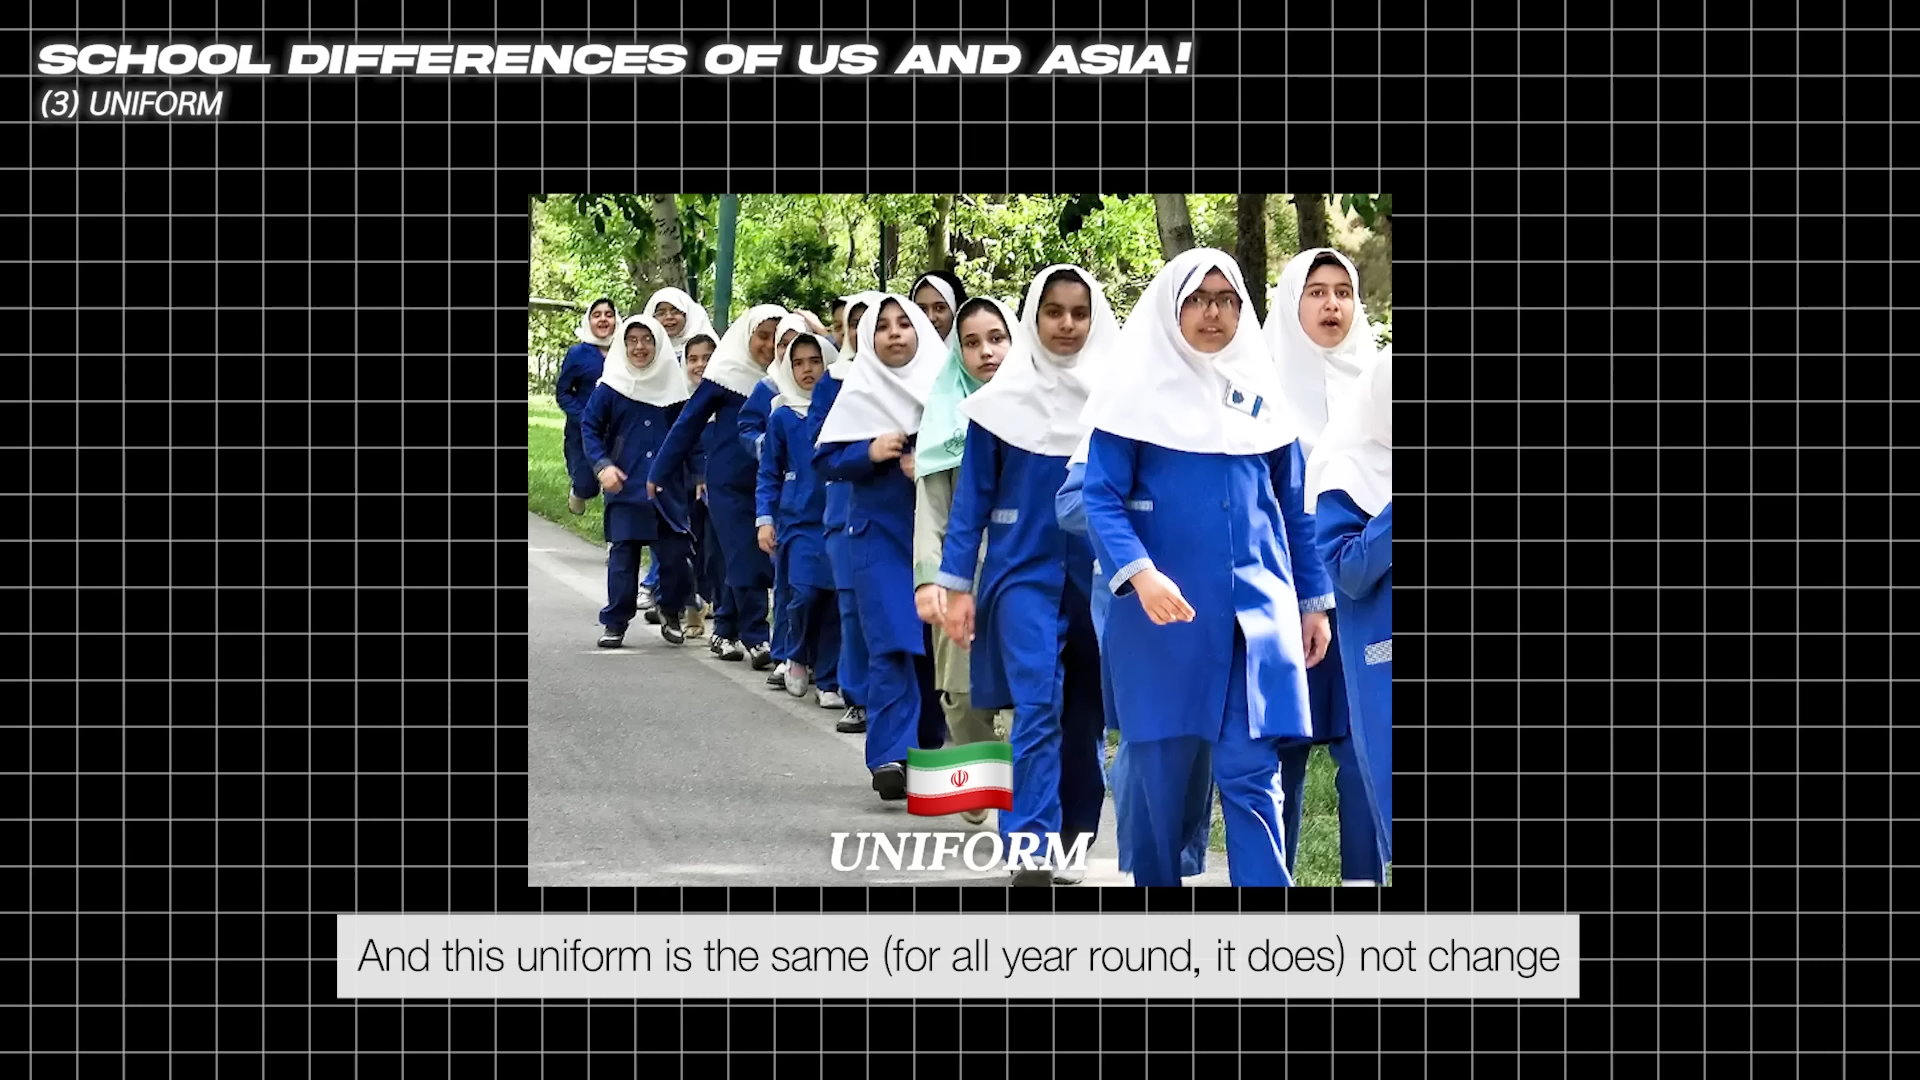 SCHOOL DIFFERENCES OF US AND ASIA!
(3) UNIFORM
UNIFORM
And this uniform is the same (for all year round, it does) not change